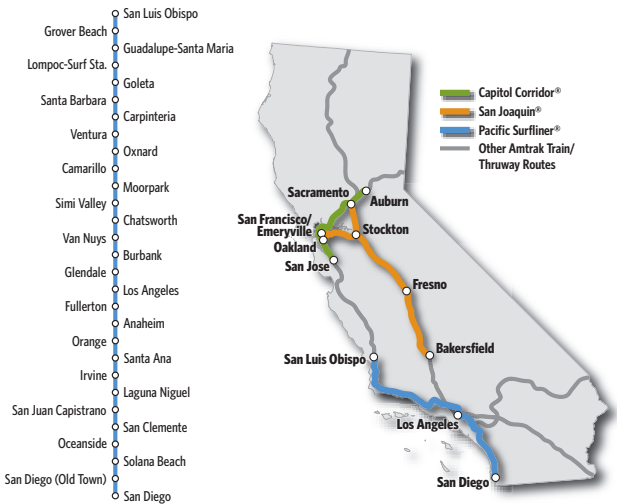 San Luis Obispo
Grover Beach
Guadalupe-Santa Maria
Lompoc-Surf Sta.
Goleta
Santa Barbara
Carpinteria
Ventura
Oxnard
Camarillo
Moorpark
Simi Valley
Chatsworth
Van Nuys
Burbank
Glendale
Los Angeles
Fullerton
Anaheim
Orange
Santa Ana
Irvine
Laguna Niguel
San Juan Capistrano
San Clemente
Oceanside
Solana Beach
San Diego (Old Town)
San Diego
Capitol Corridor®
San Joaquin®
Pacific Surfliner®
Other Amtrak Train/
Thruway Routes
Sacramento
Auburn
San Francisco/
Emeryville
Oakland
Stockton
San Jose
Fresno
San Luis Obispo
Bakersfield
Los Angeles
San Diego